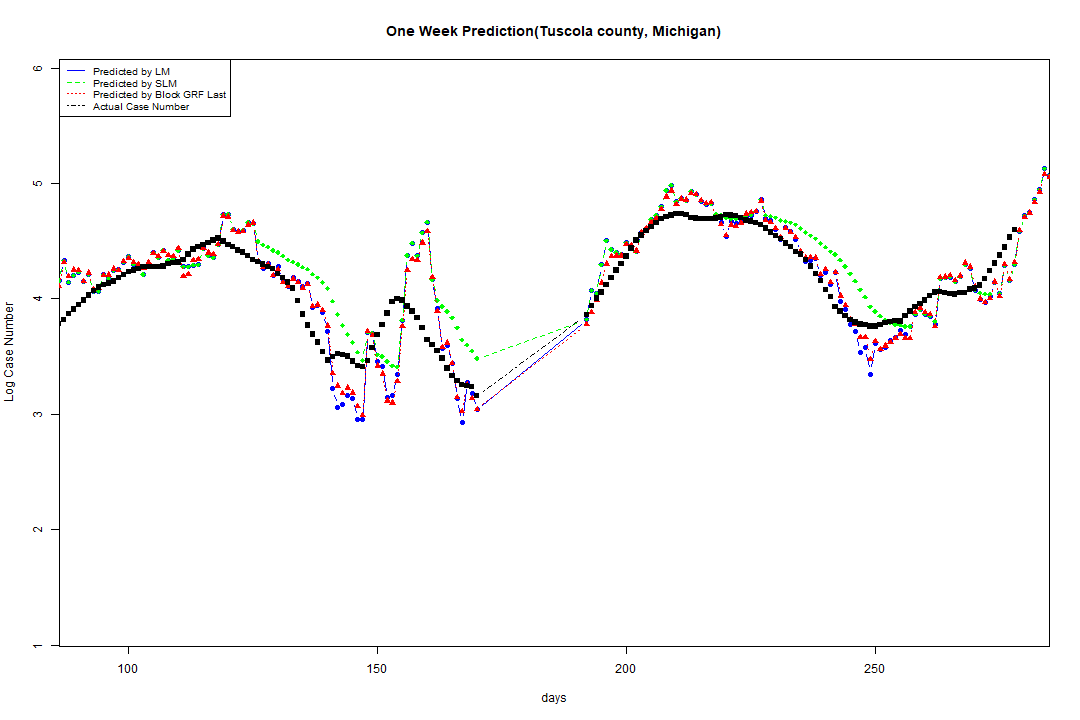 One Week Prediction(Tuscola county, Michigan)
Predicted by LM
Predicted by SLM
Predicted by Block GRF Last
Actual Case Number
6
5
4
3
2
1
Log Case Number
100 150 200 250
days